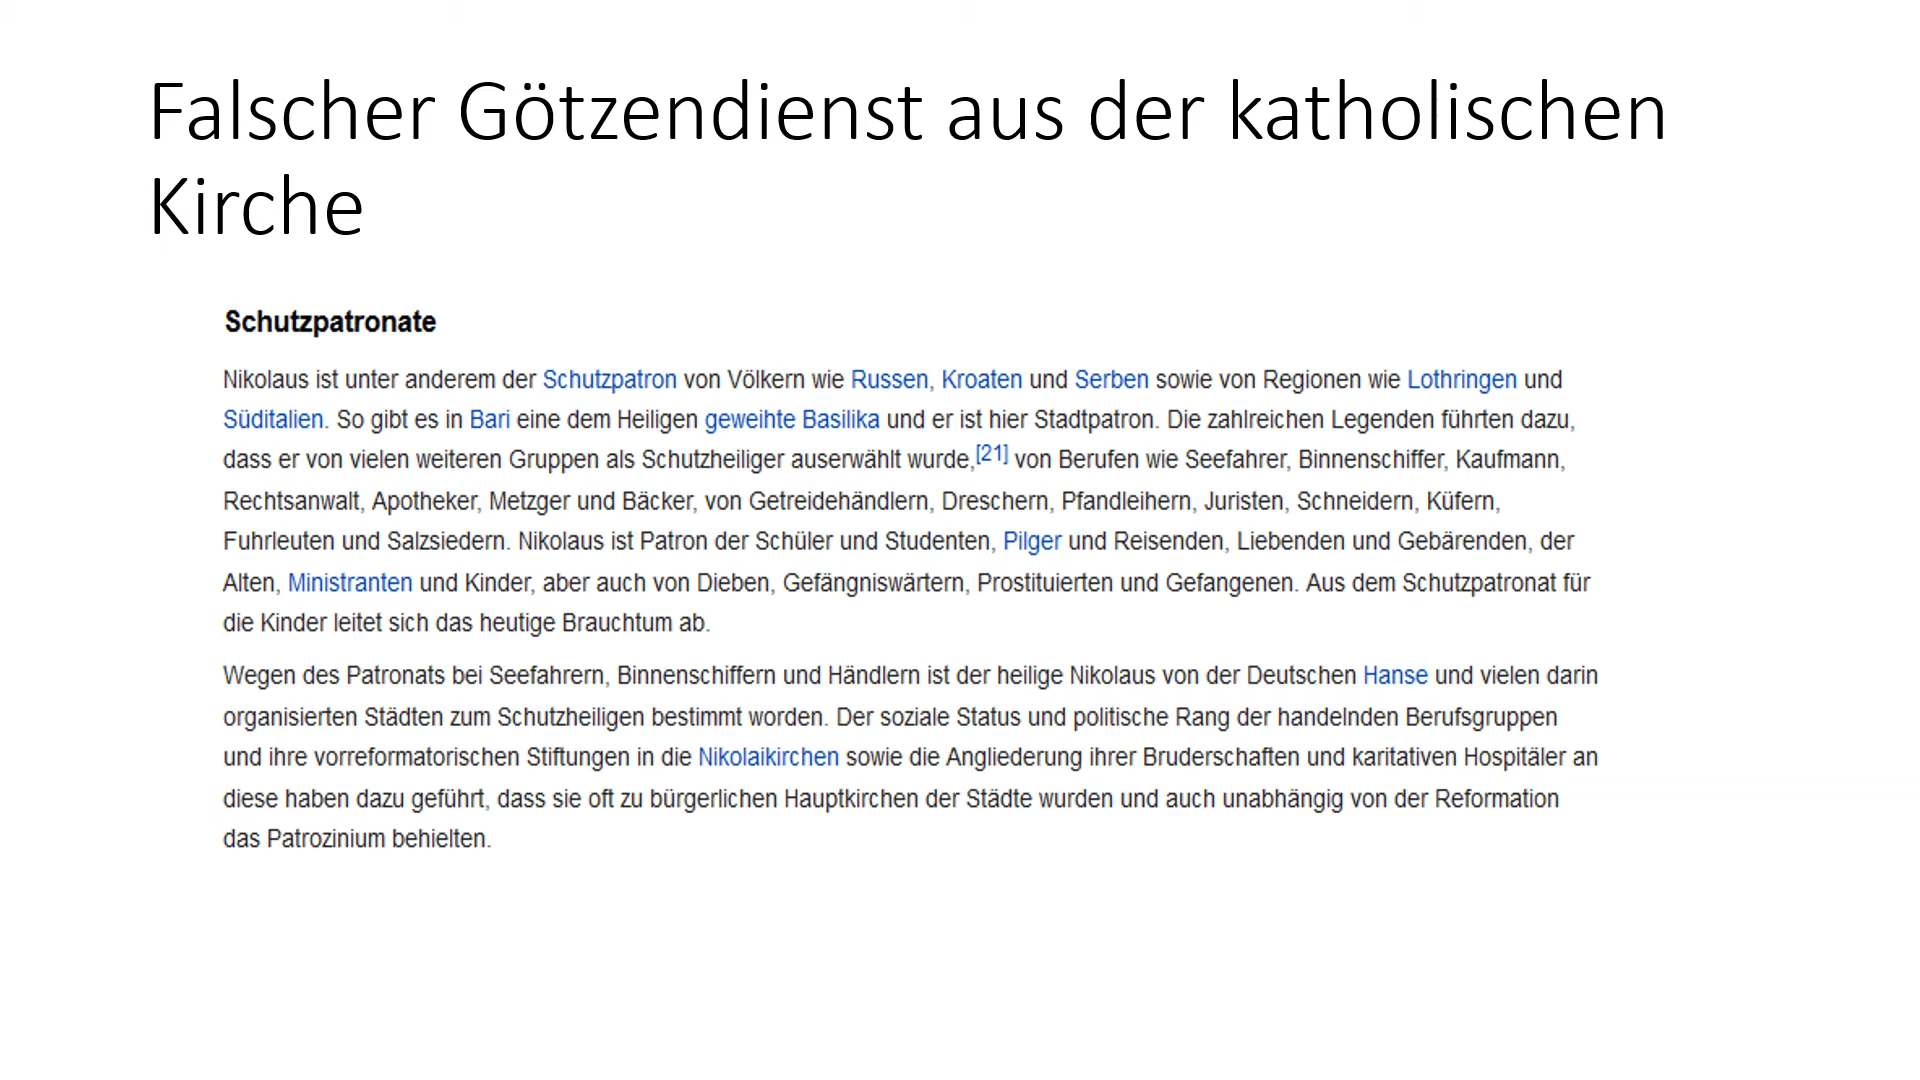 Falscher Götzendienst aus der katholischen
Kirche
Schutzpatronate
Nikolaus ist unter anderem der Schutzpatron von Völkern wie Russen, Kroaten und Serben sowie von Regionen wie Lothringen und
Süditalien. So gibt es in Bari eine dem Heiligen geweihte Basilika und er ist hier Stadtpatron. Die zahlreichen Legenden führten dazu,
dass er von vielen weiteren Gruppen als Schutzheiliger auserwählt wurde,[21] von Berufen wie Seefahrer, Binnenschiffer, Kaufmann,
Rechtsanwalt, Apotheker, Metzger und Bäcker, von Getreidehändlern, Dreschern, Pfandleihern, Juristen, Schneidern, Küfern,
Fuhrleuten und Salzsiedern. Nikolaus ist Patron der Schüler und Studenten, Pilger und Reisenden, Liebenden und Gebärenden, der
Alten, Ministranten und Kinder, aber auch von Dieben, Gefängniswärtern, Prostituierten und Gefangenen. Aus dem Schutzpatronat für
die Kinder leitet sich das heutige Brauchtum ab.
Wegen des Patronats bei Seefahrern, Binnenschiffern und Händlern ist der heilige Nikolaus von der Deutschen Hanse und vielen darin
organisierten Städten zum Schutzheiligen bestimmt worden. Der soziale Status und politische Rang der handelnden Berufsgruppen
und ihre vorreformatorischen Stiftungen in die Nikolaikirchen sowie die Angliederung ihrer Bruderschaften und karitativen Hospitäler an
diese haben dazu geführt, dass sie oft zu bürgerlichen Hauptkirchen der Städte wurden und auch unabhängig von der Reformation
das Patrozinium behielten.